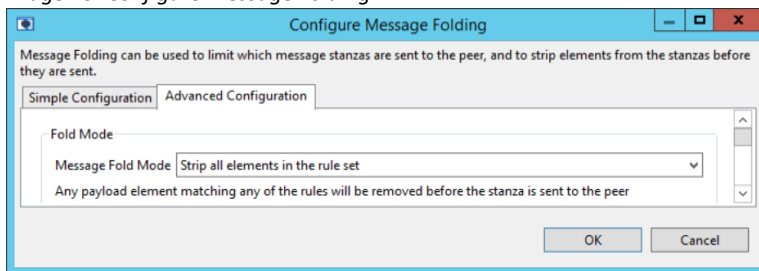 Configure Message Folding
Message Folding can be used to limit which message stanzas are sent to the peer, and to strip elements from the stanzas before
they are sent.
Simple Configuration Advanced Configuration
Fold Mode
Message Fold Mode Strip all elements in the rule set
Any payload element matching any of the rules will be removed before the stanza is sent to the peer
OK Cancel